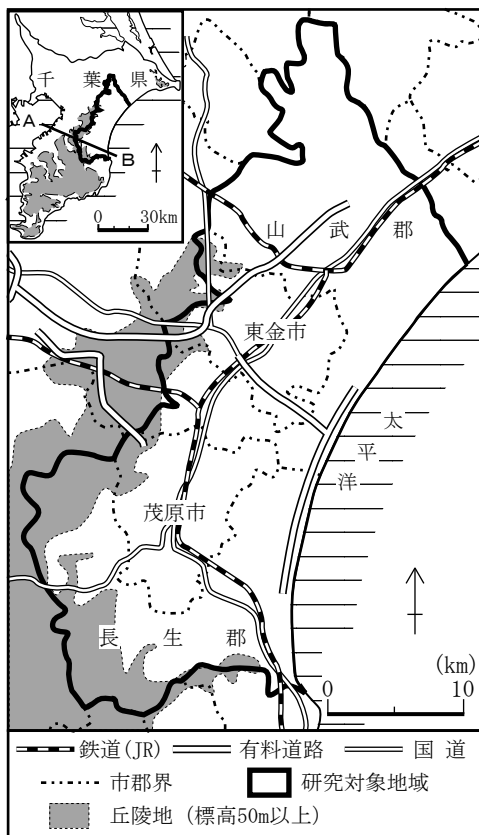 千葉県
A
B
0 30km
山武郡
東金市
太平洋
茂原市
長生郡
(km)
0 10
鉄道(JR) 有料道路 国道
市郡界 研究対象地域
丘陵地 (標高50m以上)